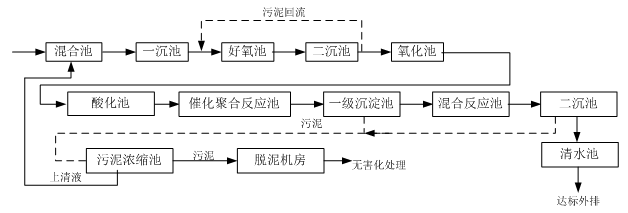 污泥回流
混合池
一沉池
好氧池
二沉池
氧化池
酸化池
催化聚合反应池
一级沉淀池
混合反应池
二沉池
污泥
污泥浓缩池
污泥
脱泥机房
无害化处理
清水池
上清液
达标外排